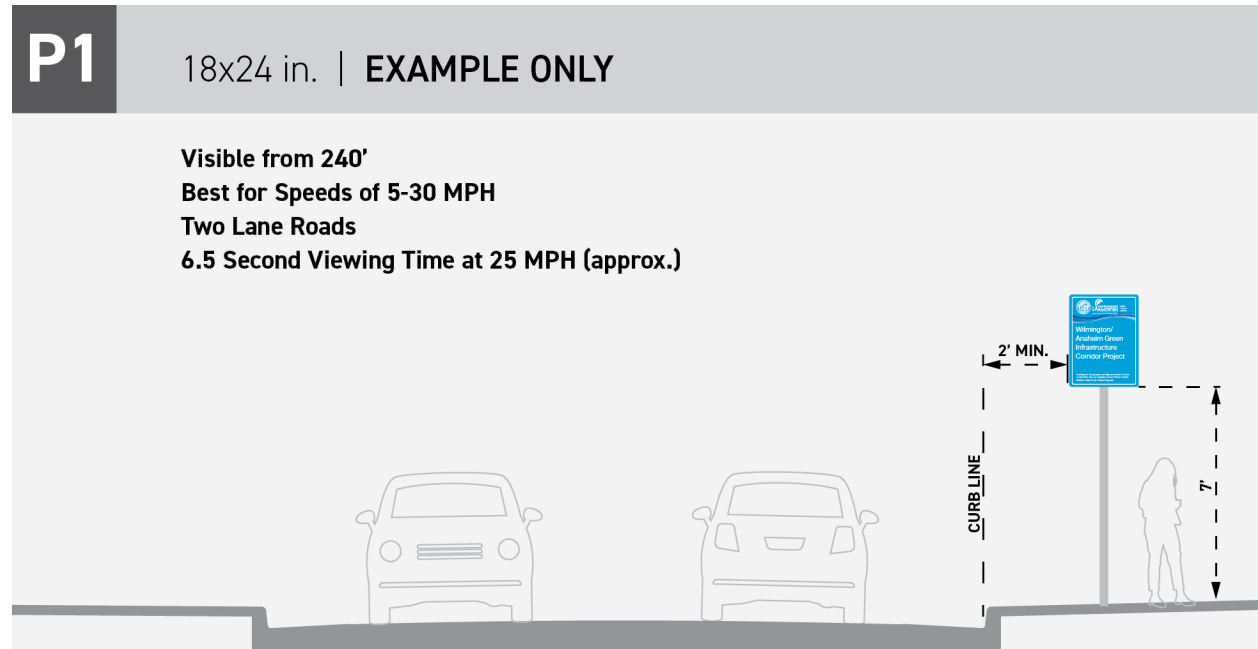 P1
18x24 in. | EXAMPLE ONLY
Visible from 240’
Best for Speeds of 5-30 MPH
Two Lane Roads
6.5 Second Viewing Time at 25 MPH (approx.)
2’ MIN.
Wilmington/
Anaheim Green
Infrastructure
Corridor Project
CURB LINE
7’